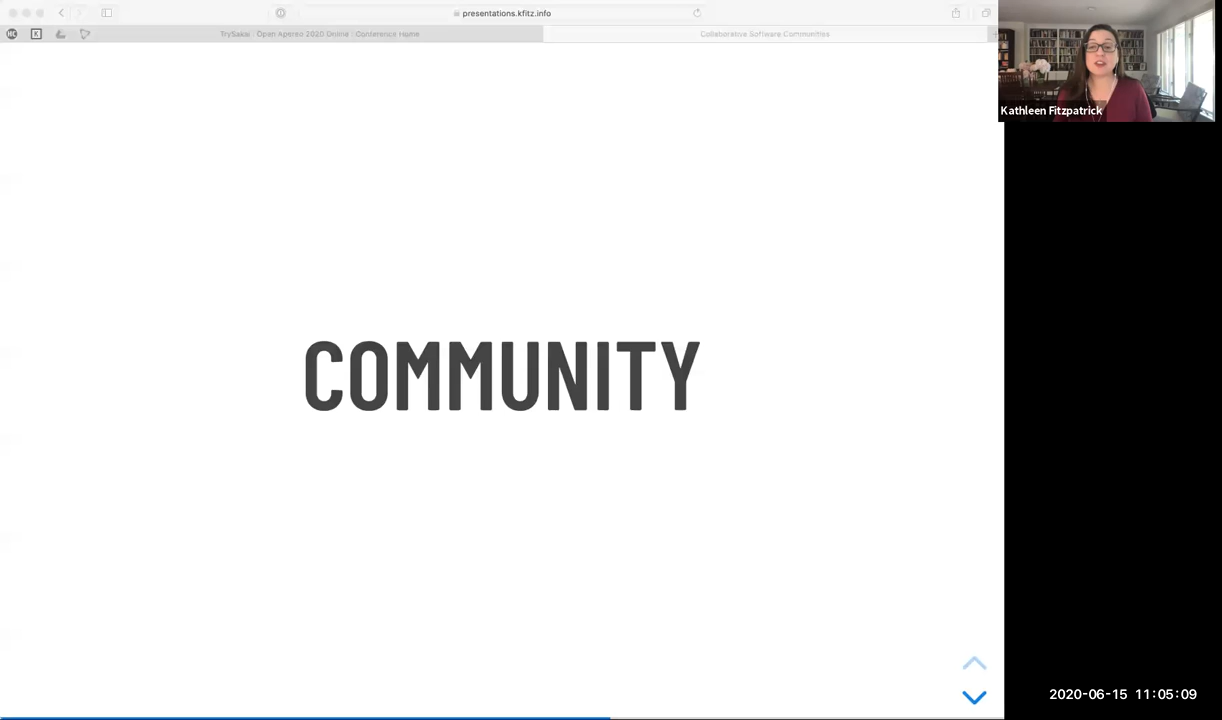 presentations.kfitz.info
TrySakai | Open Apereo 2020 Online | Conference Home
Collaborative Software Communities
HC
K
Kathleen Fitzpatrick
COMMUNITY
2020-06-15 11:05:09